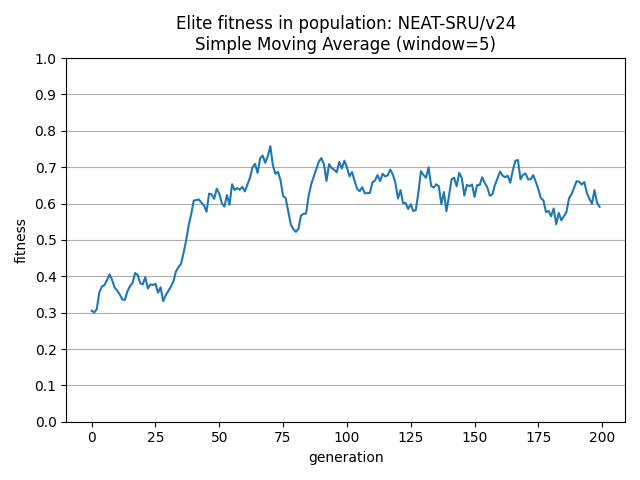 Elite fitness in population: NEAT-SRU/v24
Simple Moving Average (window=5)
1.0
0.9
0.8
0.7
0.6
0.5
0.4
0.3
0.2
0.1
0.0
fitness
0 25 50 75 100 125 150 175 200
generation